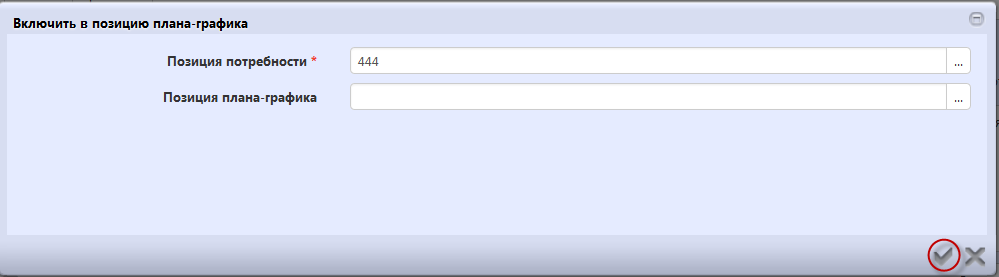 Включить в позицию плана-графика
Позиция потребности * 444 ...
Позиция плана-графика ...